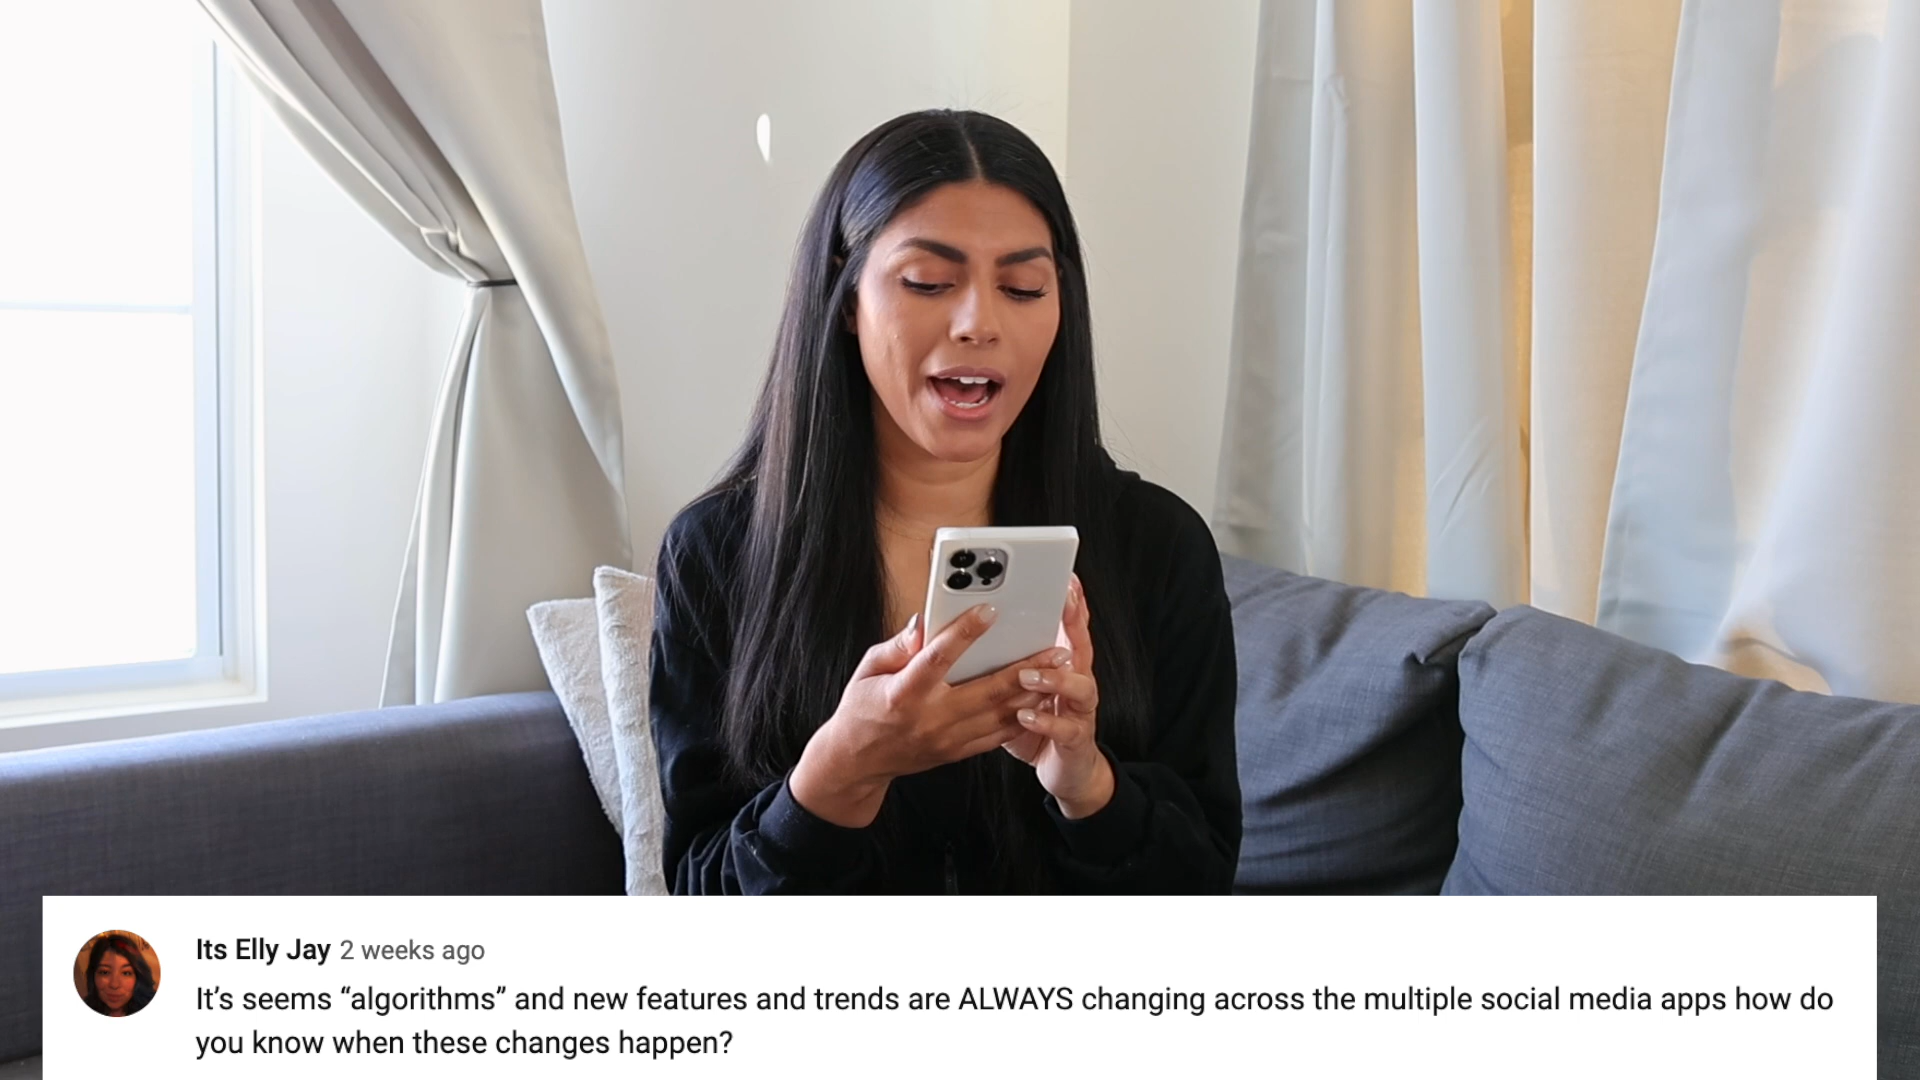 Its Elly Jay 2 weeks ago
It’s seems “algorithms” and new features and trends are ALWAYS changing across the multiple social media apps how do
you know when these changes happen?